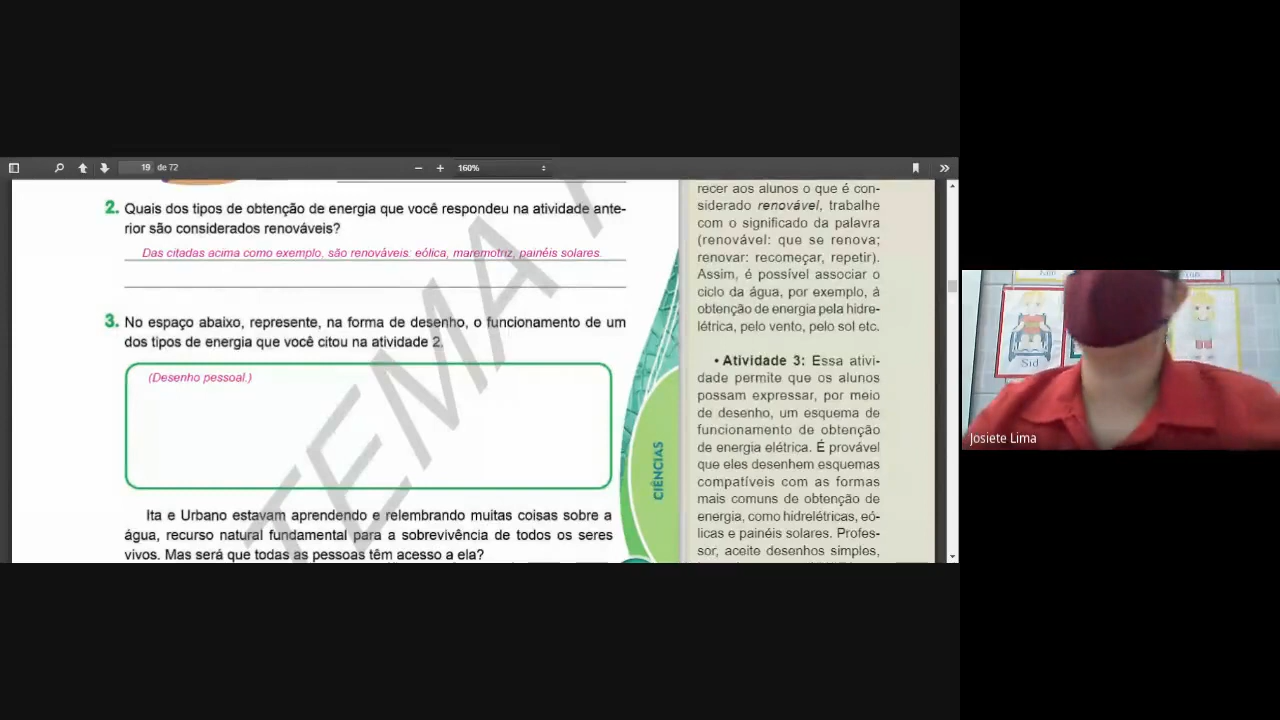 19 de 72
160%
2. Quais dos tipos de obtenção de energia que você respondeu na atividade ante-
rior são considerados renováveis?
Das citadas acima como exemplo, são renováveis: eólica, maremotriz, painéis solares.
3. No espaço abaixo, represente, na forma de desenho, o funcionamento de um
dos tipos de energia que você citou na atividade 2.
(Desenho pessoal.)
Ita e Urbano estavam aprendendo e relembrando muitas coisas sobre a
água, recurso natural fundamental para a sobrevivência de todos os seres
vivos. Mas será que todas as pessoas têm acesso a ela?
TEMA
CIÊNCIAS
recer aos alunos o que é con-
siderado renovável, trabalhe
com o significado da palavra
(renovável: que se renova;
renovar: recomeçar, repetir).
Assim, é possível associar o
ciclo da água, por exemplo, à
obtenção de energia pela hidre-
létrica, pelo vento, pelo sol etc.
• Atividade 3: Essa ativi-
dade permite que os alunos
possam expressar, por meio
de desenho, um esquema de
funcionamento de obtenção
de energia elétrica. É provável
que eles desenhem esquemas
compatíveis com as formas
mais comuns de obtenção de
energia, como hidrelétricas, eó-
licas e painéis solares. Profes-
sor, aceite desenhos simples,
Sid
Josiete Lima